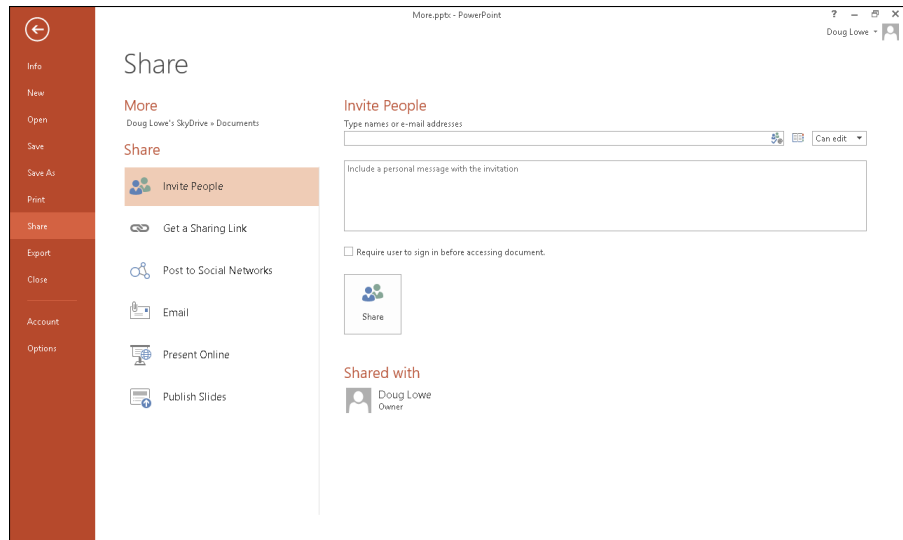 More.pptx - PowerPoint
?
Doug Lowe
Info
New
Open
Save
Save As
Print
Share
Export
Close
Account
Options
Share
More
Doug Lowe's SkyDrive » Documents
Share
Invite People
Get a Sharing Link
Post to Social Networks
Email
Present Online
Publish Slides
Invite People
Type names or e-mail addresses
Can edit
Include a personal message with the invitation
Require user to sign in before accessing document.
Share
Shared with
Doug Lowe
Owner